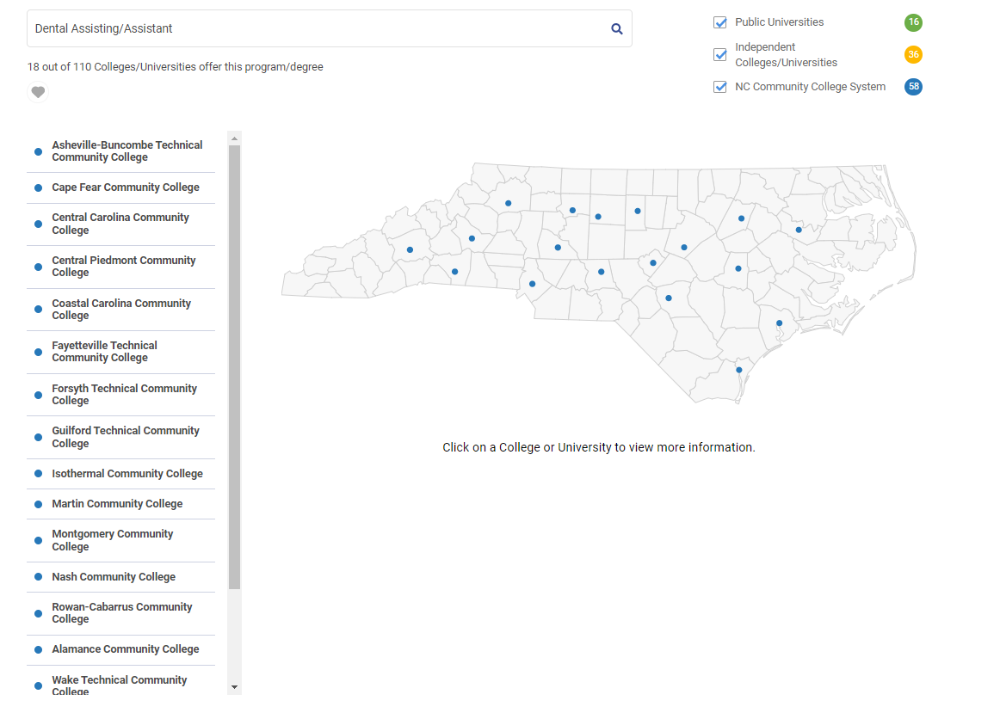 Dental Assisting/Assistant
18 out of 110 Colleges/Universities offer this program/degree
Public Universities
16
Independent
Colleges/Universities
36
NC Community College System
58
Asheville-Buncombe Technical
Community College
Cape Fear Community College
Central Carolina Community
College
Central Piedmont Community
College
Coastal Carolina Community
College
Fayetteville Technical
Community College
Forsyth Technical Community
College
Guilford Technical Community
College
Isothermal Community College
Martin Community College
Montgomery Community
College
Nash Community College
Rowan-Cabarrus Community
College
Alamance Community College
Wake Technical Community
College
Click on a College or University to view more information.